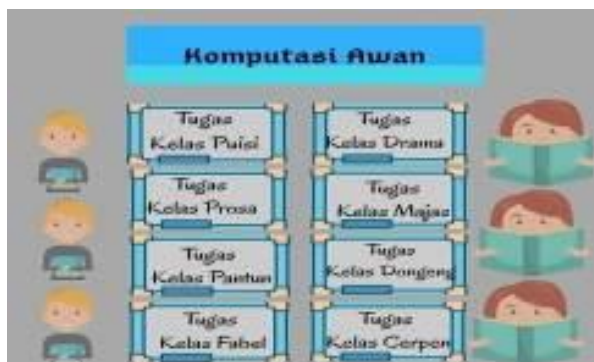 Komputasi Awan
Tugas
Kelas Puisi
Tugas
Kelas Drama
Tugas
Kelas Prosa
Tugas
Kelas Majas
Tugas
Kelas Pantun
Tugas
Kelas Dongeng
Tugas
Kelas Fabel
Tugas
Kelas Cerpen